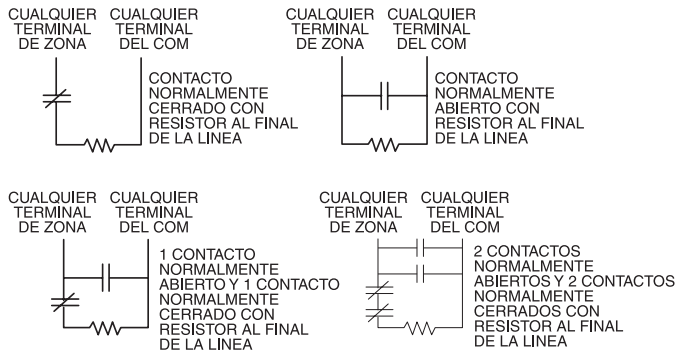 CUALQUIER TERMINAL DE ZONA
CUALQUIER TERMINAL DEL COM
CONTACTO
NORMALMENTE
CERRADO CON
RESISTOR AL FINAL
DE LA LINEA
CUALQUIER TERMINAL DE ZONA
CUALQUIER TERMINAL DEL COM
CONTACTO
NORMALMENTE
ABIERTO CON
RESISTOR AL FINAL
DE LA LINEA
CUALQUIER TERMINAL DE ZONA
CUALQUIER TERMINAL DEL COM
1 CONTACTO
NORMALMENTE
ABIERTO Y 1 CONTACTO
NORMALMENTE
CERRADO CON
RESISTOR AL FINAL
DE LA LINEA
CUALQUIER TERMINAL DE ZONA
CUALQUIER TERMINAL DEL COM
2 CONTACTOS
NORMALMENTE
ABIERTOS Y 2 CONTACTOS
NORMALMENTE
CERRADOS CON
RESISTOR AL FINAL
DE LA LINEA